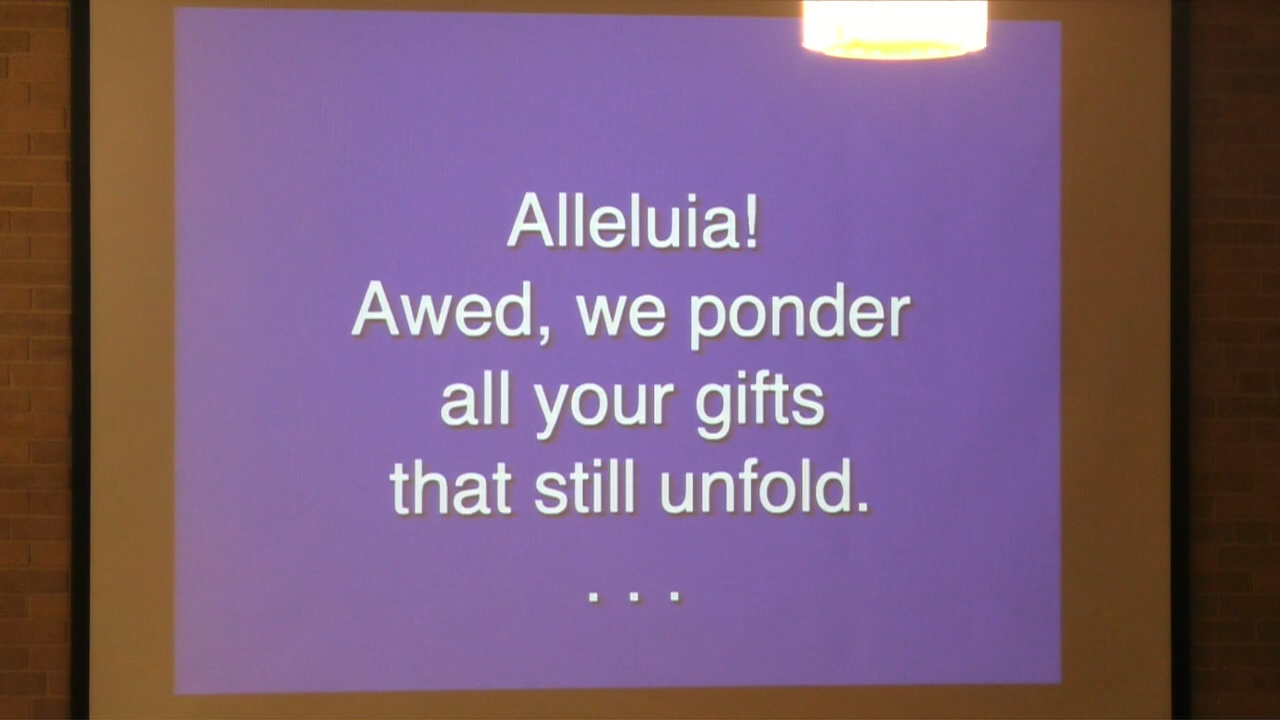 Alleluia!
Awed, we ponder
all your gifts
that still unfold.
. . .